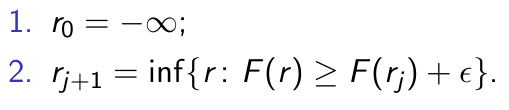 1. r₀ = −∞;
2. rⱼ₊₁ = inf{r: F(r) ≥ F(rⱼ) + ϵ}.